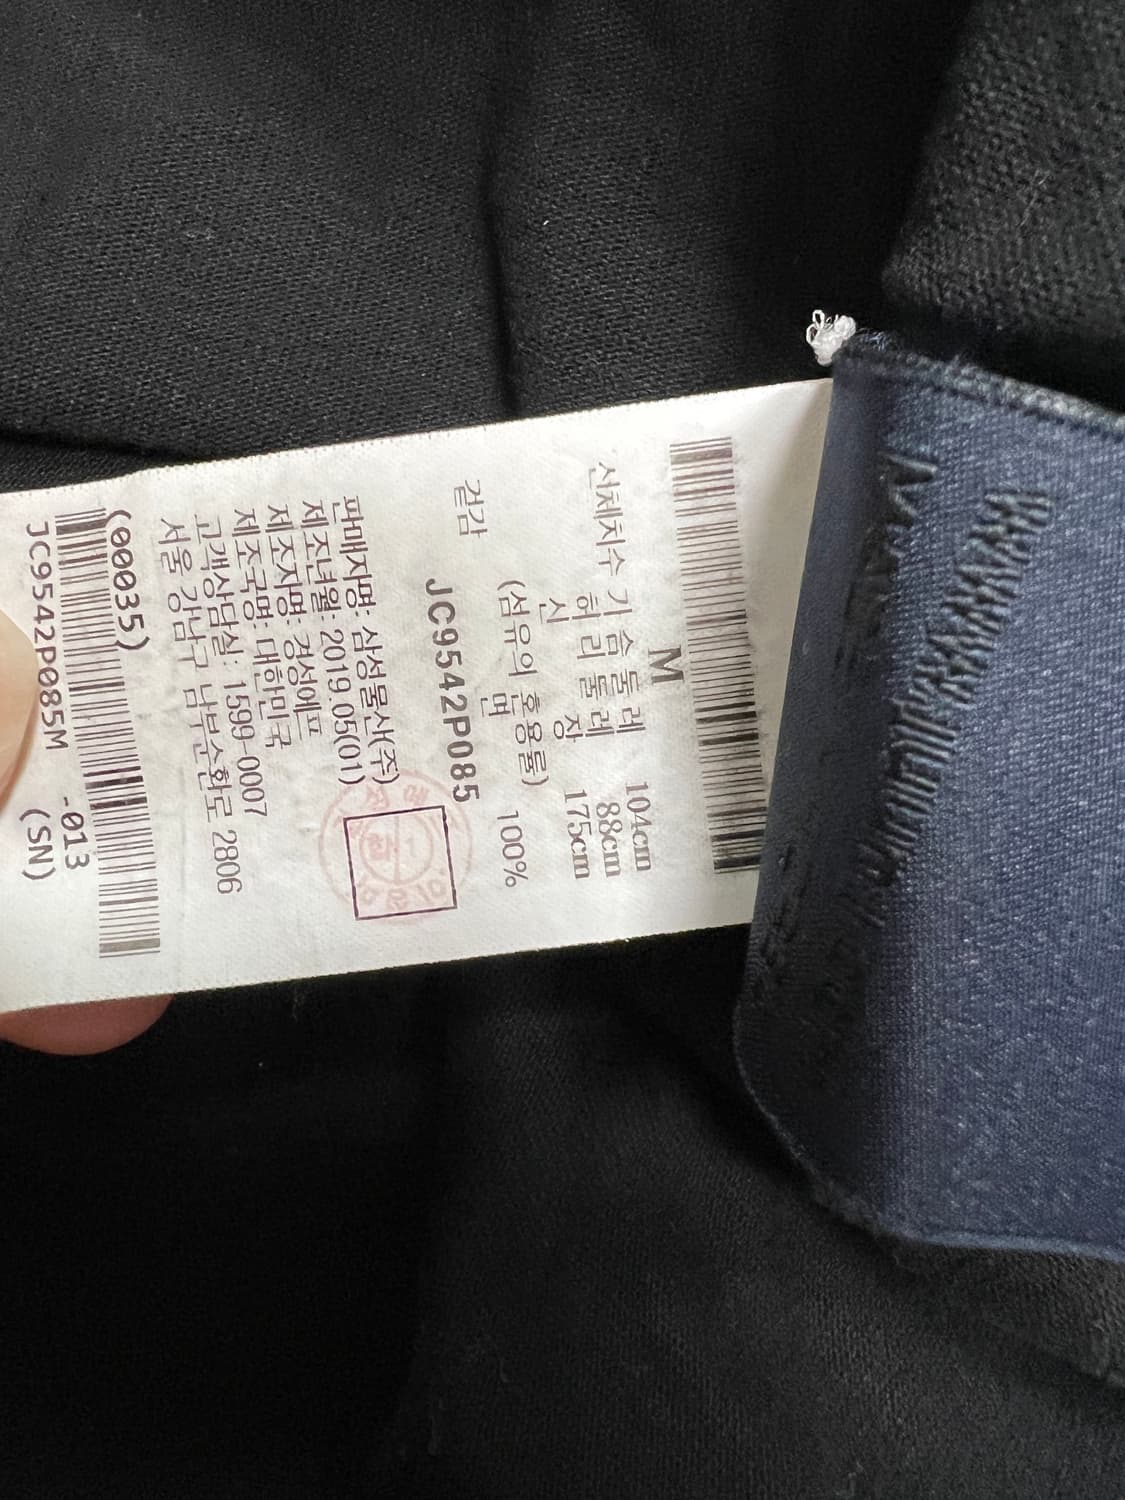 M
신체치수 가 슴 둘 레 104cm
허 리 둘 레 88cm
신 장 175cm
(섬유의 혼용률)
겉감 면 100%
JC9542P085
판매자명: 삼성물산(주)
제조년월: 2019.05(01)
제조자명: 경성에프
제조국명 대한민국
고객상담실: 1599-0007
서울 강남구 남부순환로 2806
(00035)
-013
JC9542P085M (SN)